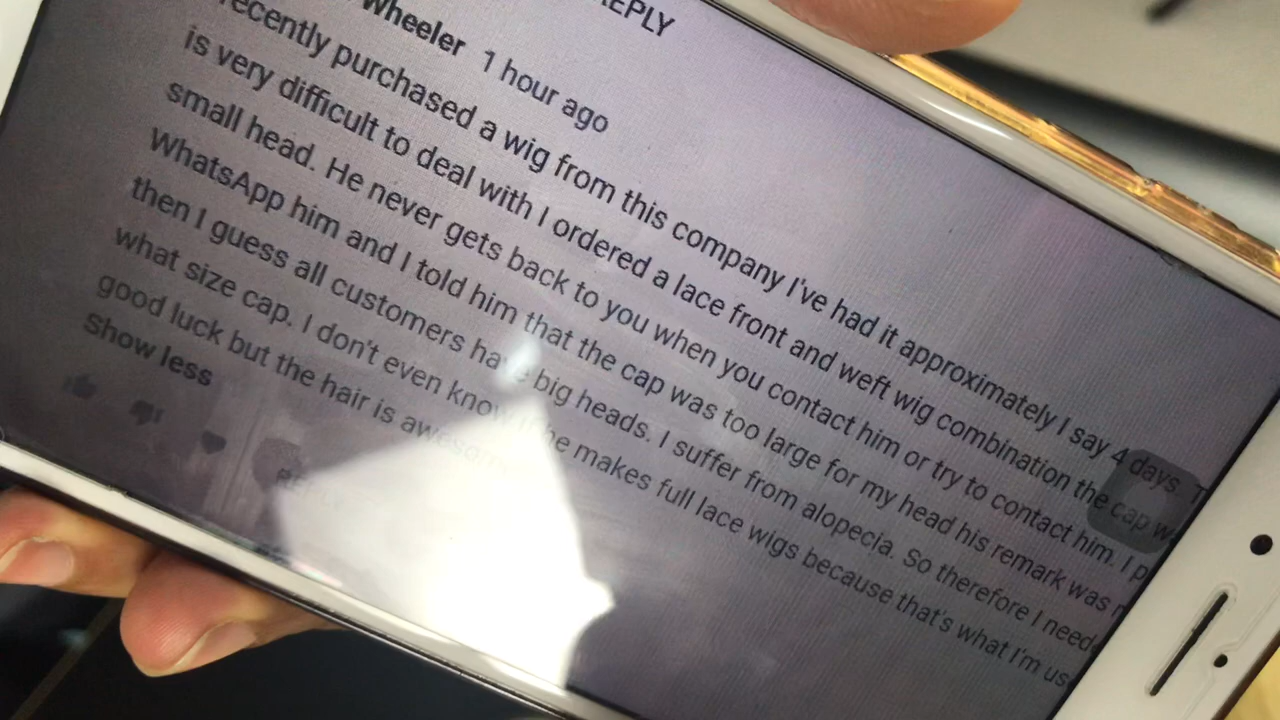 REPLY
Wheeler 1 hour ago
recently purchased a wig from this company I've had it approximately I say 4 days.
is very difficult to deal with I ordered a lace front and weft wig combination the cap
small head. He never gets back to you when you contact him or try to contact him. I
WhatsApp him and I told him that the cap was too large for my head his remark was
then I guess all customers have big heads. I suffer from alopecia. So therefore I need
what size cap. I don't even know if he makes full lace wigs because that's what I'm
good luck but the hair is awesome
Show less
REPLY